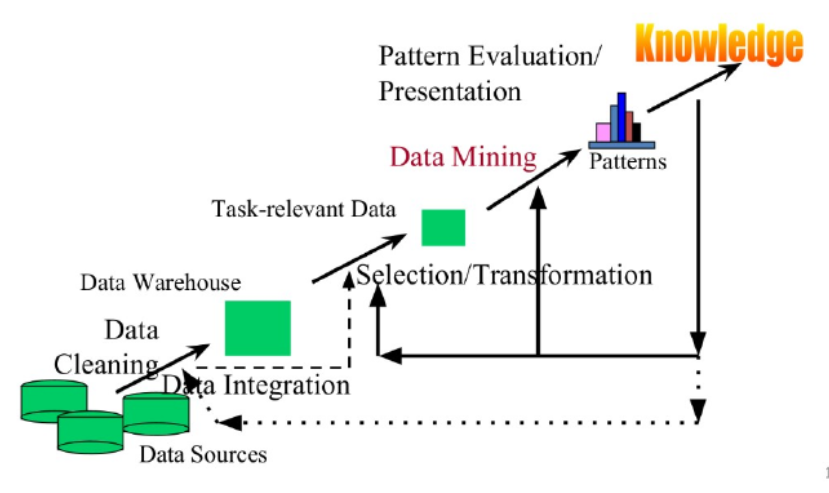 Knowledge
Pattern Evaluation/
Presentation
Data Mining
Patterns
Task-relevant Data
Selection/Transformation
Data Warehouse
Data
Cleaning
Data Integration
Data Sources
1